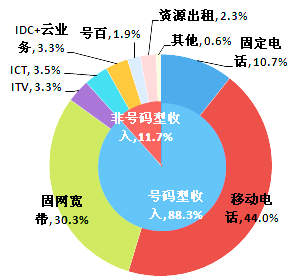 资源出租,2.3%
IDC+云业
务,3.3%
号百,1.9%
其他,0.6%
固定电
话,10.7%
ICT, 3.5%
ITV,3.3%
非号码型收
入,11.7%
号码型收
入,88.3%
固网宽
带,30.3%
移动电
话,44.0%